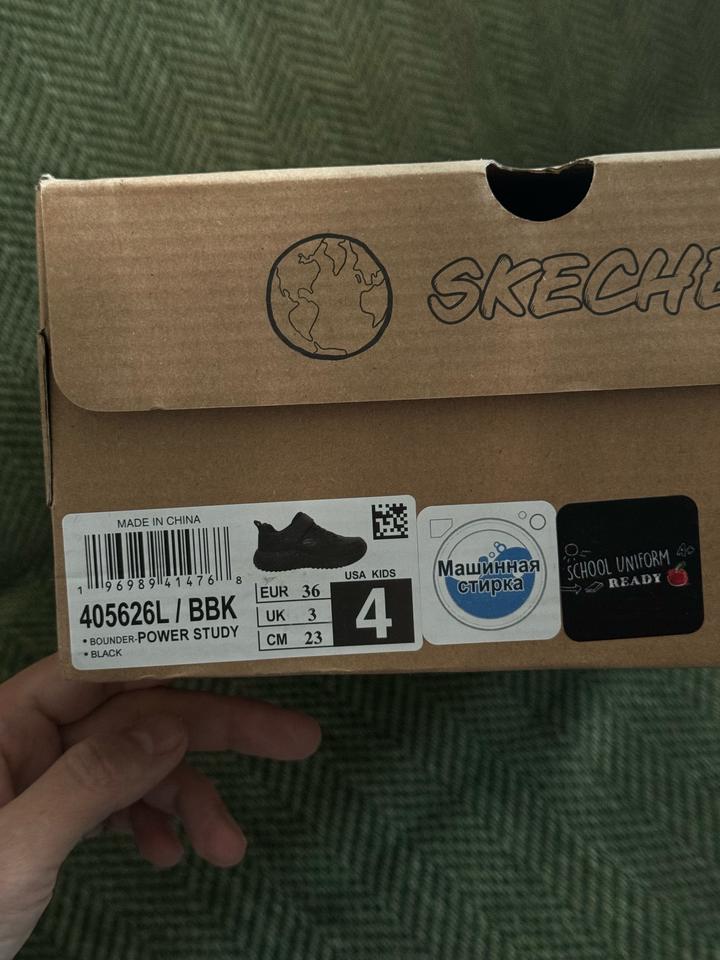 SKECHE
MADE IN CHINA
1 96989 41476 8
405626L / BBK
• BOUNDER-POWER STUDY
• BLACK
USA KIDS
EUR 36
UK 3
CM 23
4
Машинная
стирка
SCHOOL UNIFORM
READY